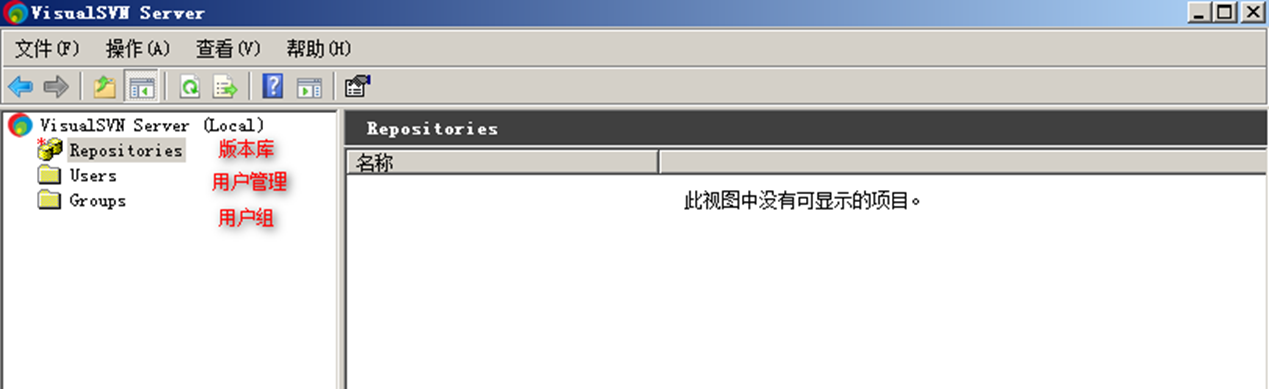 VisualSVN Server
文件(F) 操作(A) 查看(V) 帮助(H)
VisualSVN Server (Local)
Repositories 版本库
Users 用户管理
Groups 用户组
Repositories
名称
此视图中没有可显示的项目。